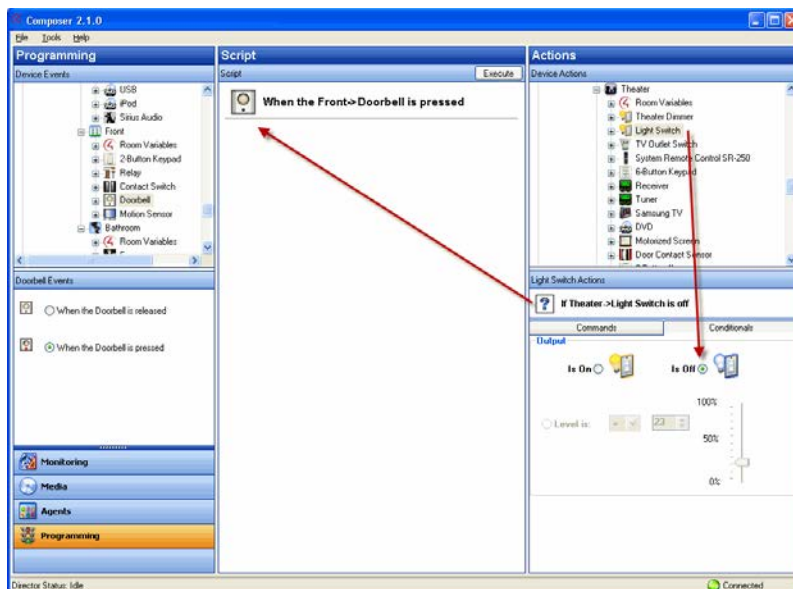 Composer 2.1.0
File Tools Help
Programming
Device Events
USB
iPod
Sirius Audio
Front
Room Variables
2-Button Keypad
Relay
Contact Switch
Doorbell
Motion Sensor
Bathroom
Room Variables
Doorbell Events
When the Doorbell is released
When the Doorbell is pressed
Monitoring
Media
Agents
Programming
Script
Script Execute
When the Front->Doorbell is pressed
Actions
Device Actions
Theater
Room Variables
Theater Dimmer
Light Switch
TV Outlet Switch
System Remote Control SR-250
6-Button Keypad
Receiver
Tuner
Samsung TV
DVD
Motorized Screen
Door Contact Sensor
Light Switch Actions
If Theater->Light Switch is off
Commands Conditionals
Output
Is On Is Off
Level is: 23
100%
50%
0%
Director Status: Idle
Connected